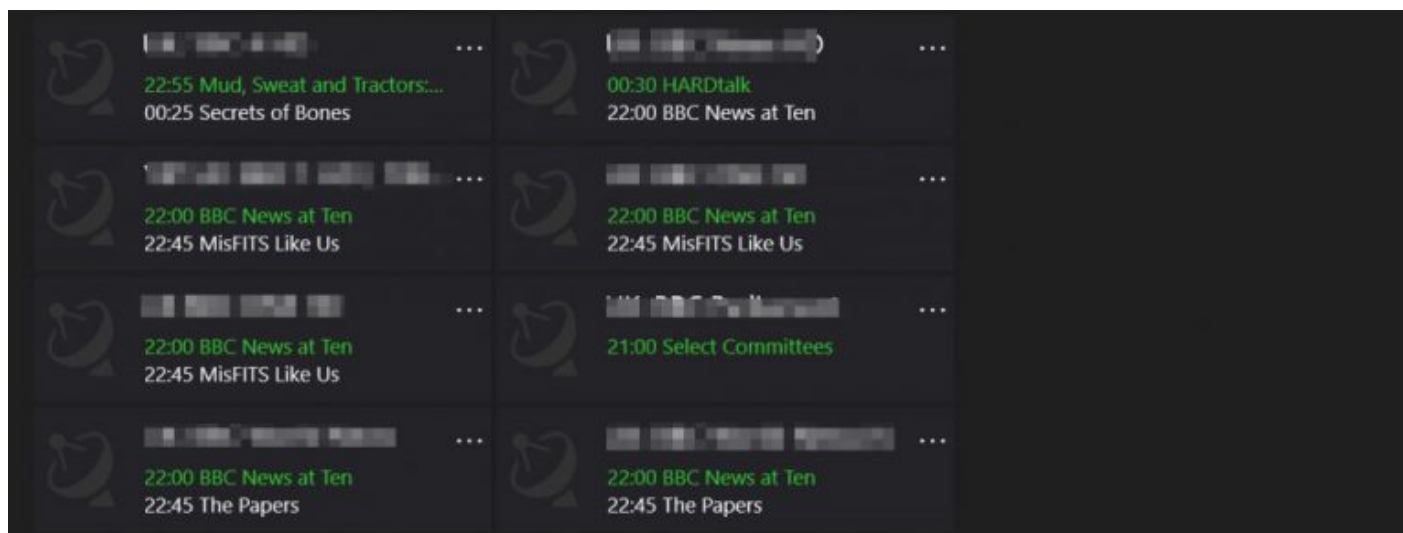 22:55 Mud, Sweat and Tractors:...
00:25 Secrets of Bones
00:30 HARDtalk
22:00 BBC News at Ten
22:00 BBC News at Ten
22:45 MisFITS Like Us
22:00 BBC News at Ten
22:45 MisFITS Like Us
22:00 BBC News at Ten
22:45 MisFITS Like Us
21:00 Select Committees
22:00 BBC News at Ten
22:45 The Papers
22:00 BBC News at Ten
22:45 The Papers